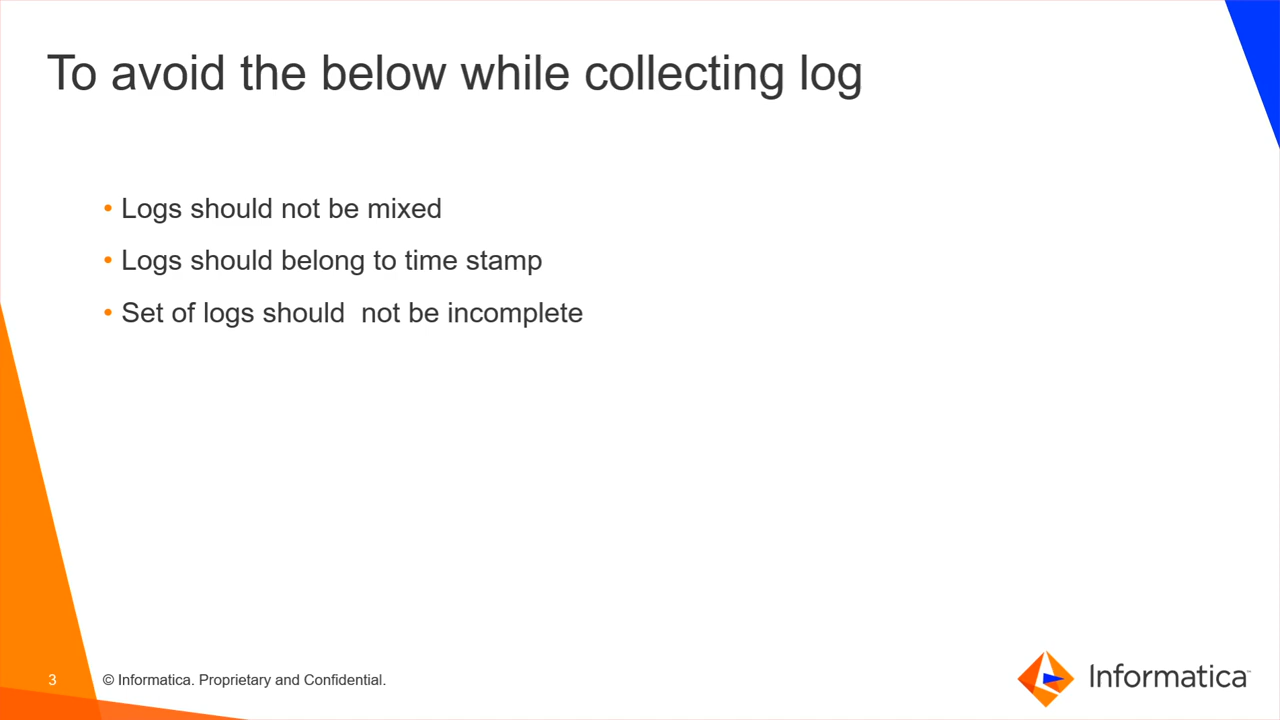 To avoid the below while collecting log
• Logs should not be mixed
• Logs should belong to time stamp
• Set of logs should  not be incomplete
3
© Informatica. Proprietary and Confidential.
Informatica™